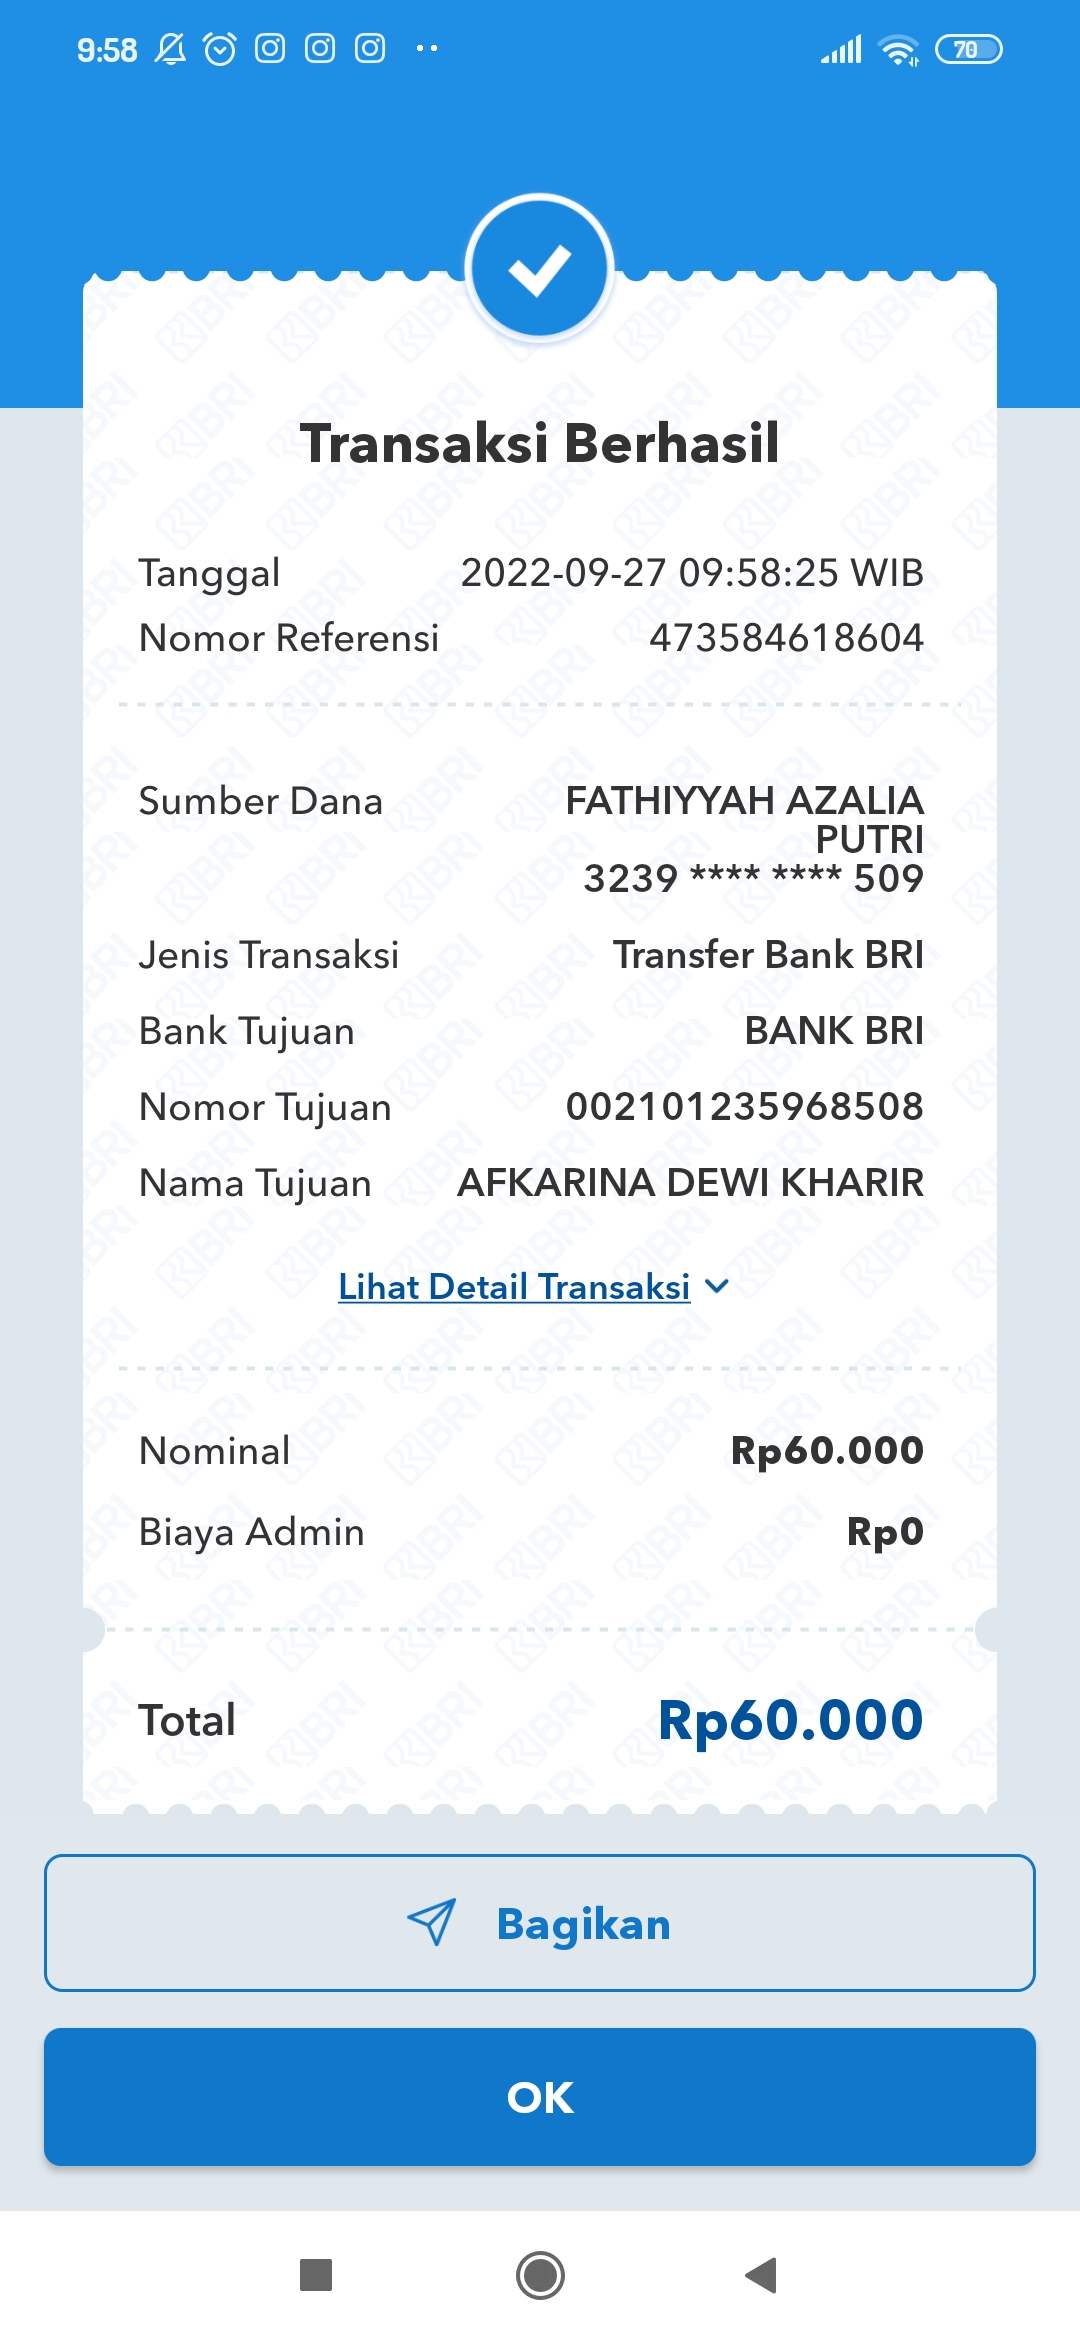 9:58
70
Transaksi Berhasil
Tanggal 2022-09-27 09:58:25 WIB
Nomor Referensi 473584618604
Sumber Dana FATHIYYAH AZALIA
PUTRI
3239 **** **** 509
Jenis Transaksi Transfer Bank BRI
Bank Tujuan BANK BRI
Nomor Tujuan 002101235968508
Nama Tujuan AFKARINA DEWI KHARIR
Lihat Detail Transaksi
Nominal Rp60.000
Biaya Admin Rp0
Total Rp60.000
Bagikan
OK